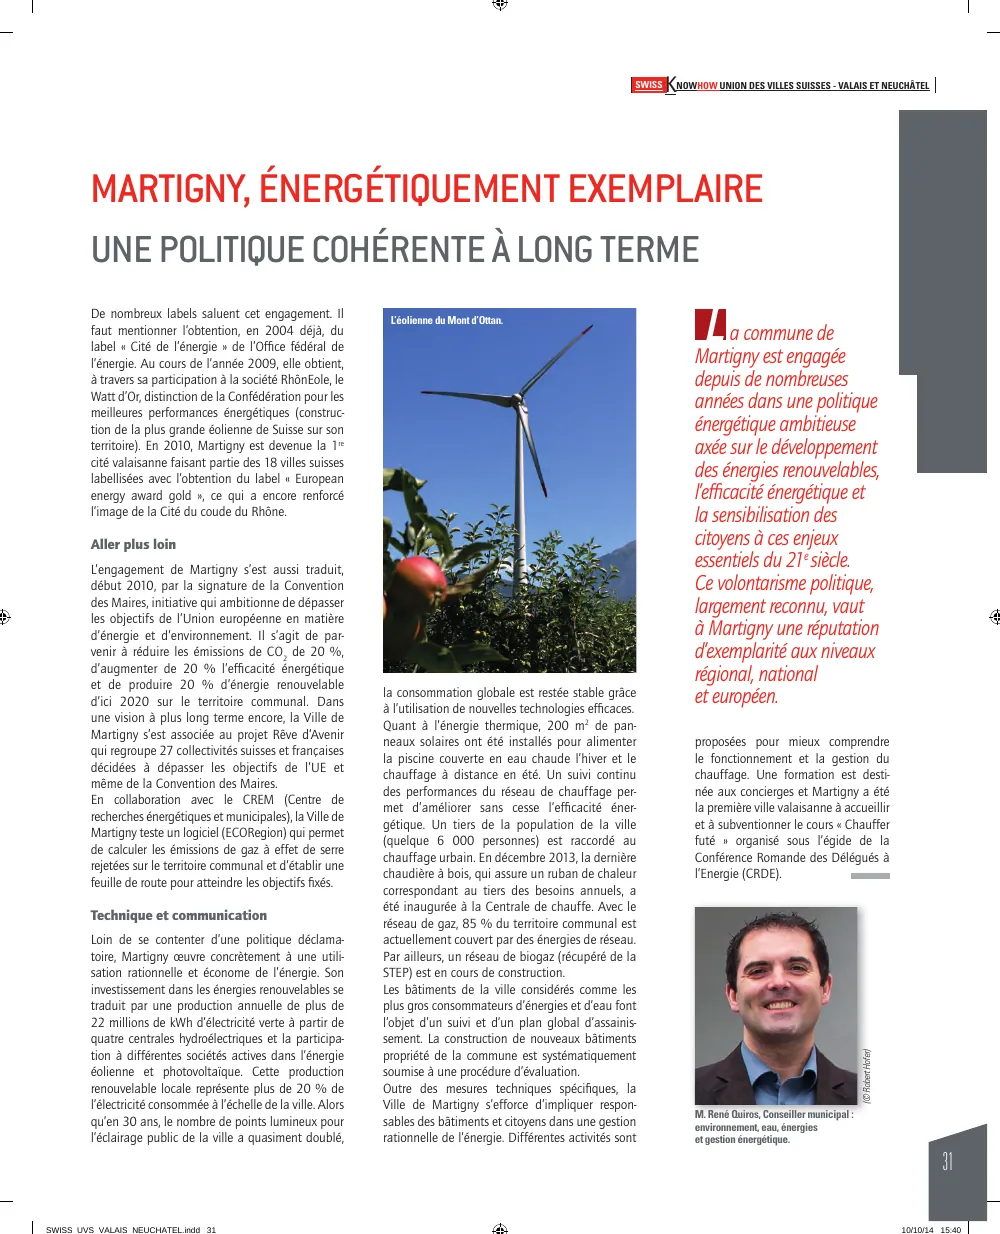 SWISS KNOWHOW UNION DES VILLES SUISSES - VALAIS ET NEUCHÂTEL
MARTIGNY, ÉNERGÉTIQUEMENT EXEMPLAIRE
UNE POLITIQUE COHÉRENTE À LONG TERME
La commune de
Martigny est engagée
depuis de nombreuses
années dans une politique
énergétique ambitieuse
axée sur le développement
des énergies renouvelables,
l'efficacité énergétique et
la sensibilisation des
citoyens à ces enjeux
essentiels du 21e siècle.
Ce volontarisme politique,
largement reconnu, vaut
à Martigny une réputation
d'exemplarité aux niveaux
régional, national
et européen.
De nombreux labels saluent cet engagement. Il
faut mentionner l'obtention, en 2004 déjà, du
label « Cité de l'énergie » de l'Office fédéral de
l'énergie. Au cours de l'année 2009, elle obtient,
à travers sa participation à la société RhônEole, le
Watt d'Or, distinction de la Confédération pour les
meilleures performances énergétiques (construc-
tion de la plus grande éolienne de Suisse sur son
territoire). En 2010, Martigny est devenue la 1re
cité valaisanne faisant partie des 18 villes suisses
labellisées avec l'obtention du label « European
energy award gold », ce qui a encore renforcé
l'image de la Cité du coude du Rhône.
Aller plus loin
L'engagement de Martigny s'est aussi traduit,
début 2010, par la signature de la Convention
des Maires, initiative qui ambitionne de dépasser
les objectifs de l'Union européenne en matière
d'énergie et d'environnement. Il s'agit de par-
venir à réduire les émissions de CO2 de 20 %,
d'augmenter de 20 % l'efficacité énergétique
et de produire 20 % d'énergie renouvelable
d'ici 2020 sur le territoire communal. Dans
une vision à plus long terme encore, la Ville de
Martigny s'est associée au projet Rêve d'Avenir
qui regroupe 27 collectivités suisses et françaises
décidées à dépasser les objectifs de l'UE et
même de la Convention des Maires.
En collaboration avec le CREM (Centre de
recherches énergétiques et municipales), la Ville de
Martigny teste un logiciel (ECORegion) qui permet
de calculer les émissions de gaz à effet de serre
rejetées sur le territoire communal et d'établir une
feuille de route pour atteindre les objectifs fixés.
Technique et communication
Loin de se contenter d'une politique déclama-
toire, Martigny œuvre concrètement à une utili-
sation rationnelle et économe de l'énergie. Son
investissement dans les énergies renouvelables se
traduit par une production annuelle de plus de
22 millions de kWh d'électricité verte à partir de
quatre centrales hydroélectriques et la participa-
tion à différentes sociétés actives dans l'énergie
éolienne et photovoltaïque. Cette production
renouvelable locale représente plus de 20 % de
l'électricité consommée à l'échelle de la ville. Alors
qu'en 30 ans, le nombre de points lumineux pour
l'éclairage public de la ville a quasiment doublé,
L'éolienne du Mont d'Ottan.
la consommation globale est restée stable grâce
à l'utilisation de nouvelles technologies efficaces.
Quant à l'énergie thermique, 200 m2 de pan-
neaux solaires ont été installés pour alimenter
la piscine couverte en eau chaude l'hiver et le
chauffage à distance en été. Un suivi continu
des performances du réseau de chauffage per-
met d'améliorer sans cesse l'efficacité éner-
gétique. Un tiers de la population de la ville
(quelque 6 000 personnes) est raccordé au
chauffage urbain. En décembre 2013, la dernière
chaudière à bois, qui assure un ruban de chaleur
correspondant au tiers des besoins annuels, a
été inaugurée à la Centrale de chauffe. Avec le
réseau de gaz, 85 % du territoire communal est
actuellement couvert par des énergies de réseau.
Par ailleurs, un réseau de biogaz (récupéré de la
STEP) est en cours de construction.
Les bâtiments de la ville considérés comme les
plus gros consommateurs d'énergies et d'eau font
l'objet d'un suivi et d'un plan global d'assainis-
sement. La construction de nouveaux bâtiments
propriété de la commune est systématiquement
soumise à une procédure d'évaluation.
Outre des mesures techniques spécifiques, la
Ville de Martigny s'efforce d'impliquer respon-
sables des bâtiments et citoyens dans une gestion
rationnelle de l'énergie. Différentes activités sont
proposées pour mieux comprendre
le fonctionnement et la gestion du
chauffage. Une formation est desti-
née aux concierges et Martigny a été
la première ville valaisanne à accueillir
et à subventionner le cours « Chauffer
futé » organisé sous l'égide de la
Conférence Romande des Délégués à
l'Energie (CRDE).
(© Robert Hofer)
M. René Quiros, Conseiller municipal :
environnement, eau, énergies
et gestion énergétique.
31
SWISS_UVS_VALAIS_NEUCHATEL.indd 31
10/10/14 15:40